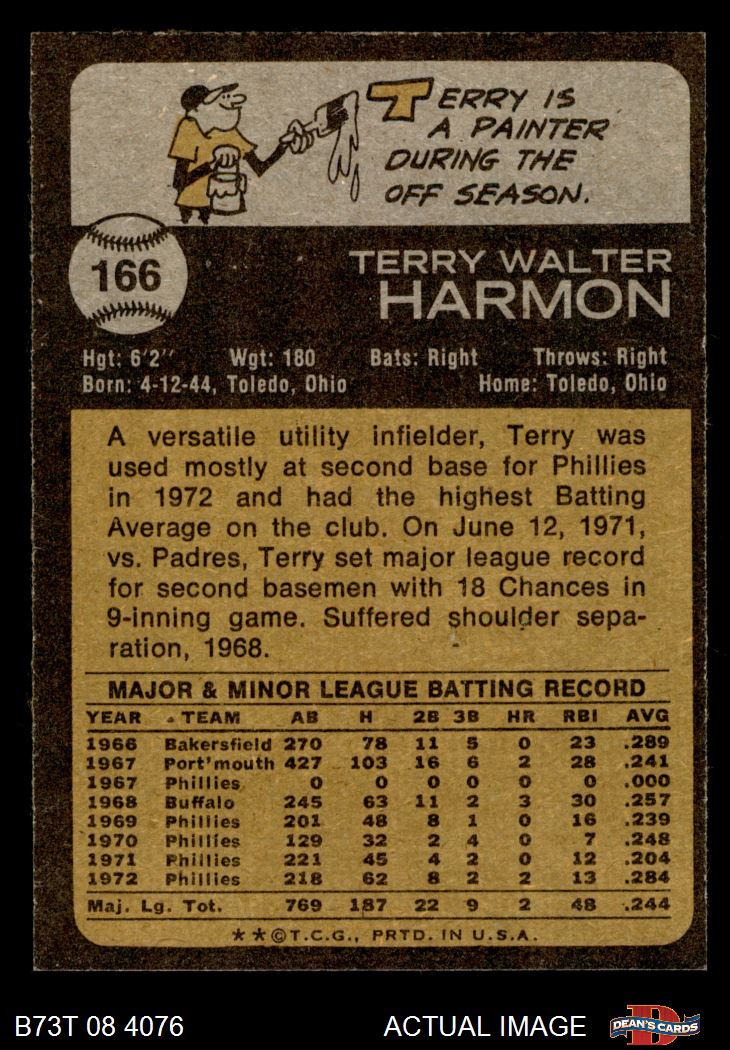 TERRY IS
A PAINTER
DURING THE
OFF SEASON.
166
TERRY WALTER
HARMON
Hgt: 6'2" Wgt: 180 Bats: Right Throws: Right
Born: 4-12-44, Toledo, Ohio Home: Toledo, Ohio
A versatile utility infielder, Terry was
used mostly at second base for Phillies
in 1972 and had the highest Batting
Average on the club. On June 12, 1971,
vs. Padres, Terry set major league record
for second basemen with 18 Chances in
9-inning game. Suffered shoulder sepa-
ration, 1968.
MAJOR & MINOR LEAGUE BATTING RECORD
YEAR TEAM AB H 2B 3B HR RBI AVG
1966 Bakersfield 270 78 11 5 0 23 .289
1967 Port'mouth 427 103 16 6 2 28 .241
1967 Phillies 0 0 0 0 0 0 .000
1968 Buffalo 245 63 11 2 3 30 .257
1969 Phillies 201 48 8 1 0 16 .239
1970 Phillies 129 32 2 4 0 7 .248
1971 Phillies 221 45 4 2 0 12 .204
1972 Phillies 218 62 8 2 2 13 .284
Maj. Lg. Tot. 769 187 22 9 2 48 .244
**©T.C.G., PRTD. IN U.S.A.
B73T 08 4076 ACTUAL IMAGE DEAN'S CARDS